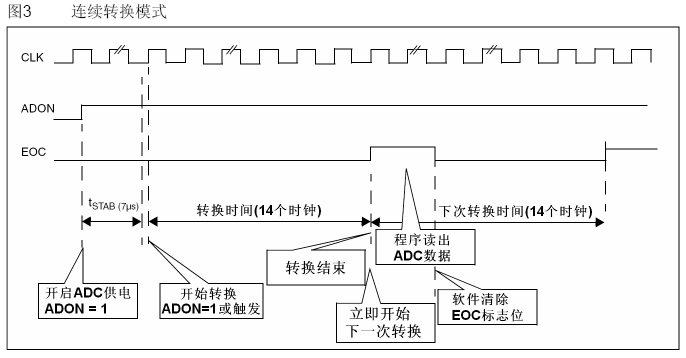 图3 连续转换模式
CLK
ADON
EOC
tSTAB (7μs)
转换时间(14个时钟)
下次转换时间(14个时钟)
程序读出
ADC数据
转换结束
开启ADC供电
ADON = 1
开始转换
ADON=1或触发
立即开始
下一次转换
软件清除
EOC标志位